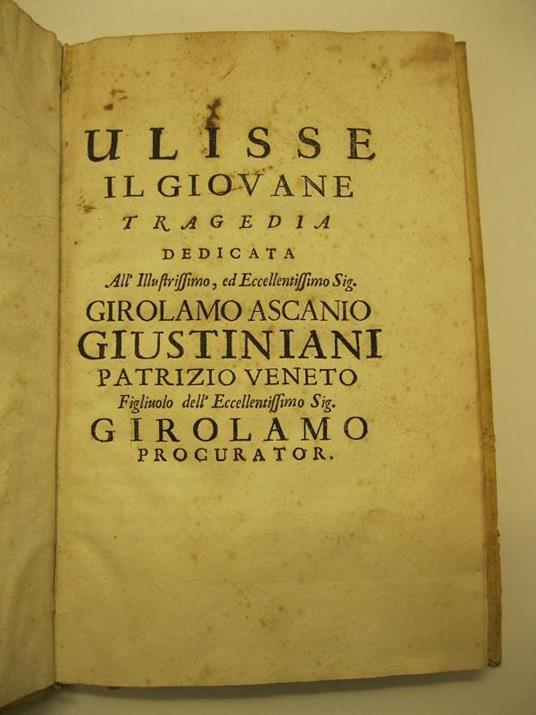 ULISSE
IL GIOVANE
TRAGEDIA
DEDICATA
All' Illuſtriſſimo, ed Eccellentiſſimo Sig.
GIROLAMO ASCANIO
GIUSTINIANI
PATRIZIO VENETO
Figliuolo dell' Eccellentiſſimo Sig.
GIROLAMO
PROCURATOR.